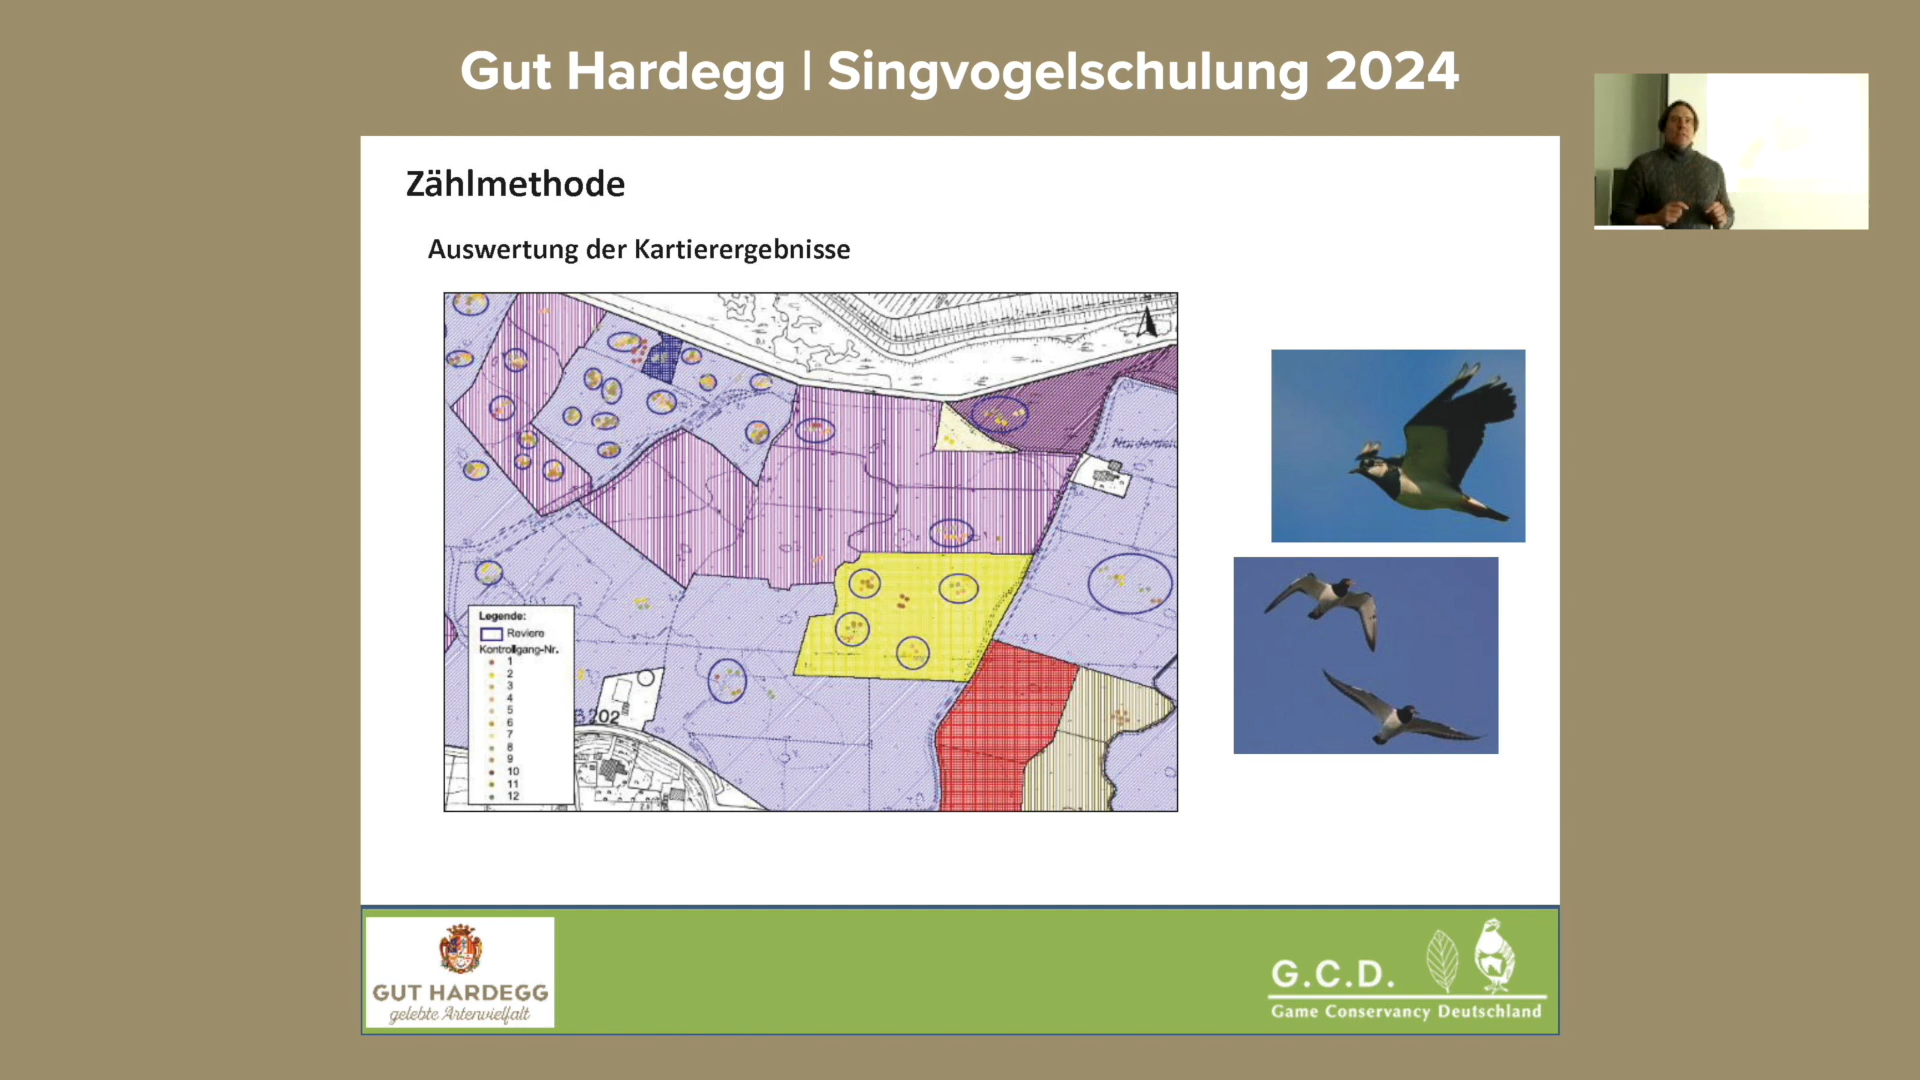 Gut Hardegg | Singvogelschulung 2024
Zählmethode
Auswertung der Kartierergebnisse
Legende:
Reviere
Kontrollgang-Nr.
1
2
3
4
5
6
7
8
9
10
11
12
202
GUT HARDEGG
gelebte Artenvielfalt
G.C.D.
Game Conservancy Deutschland